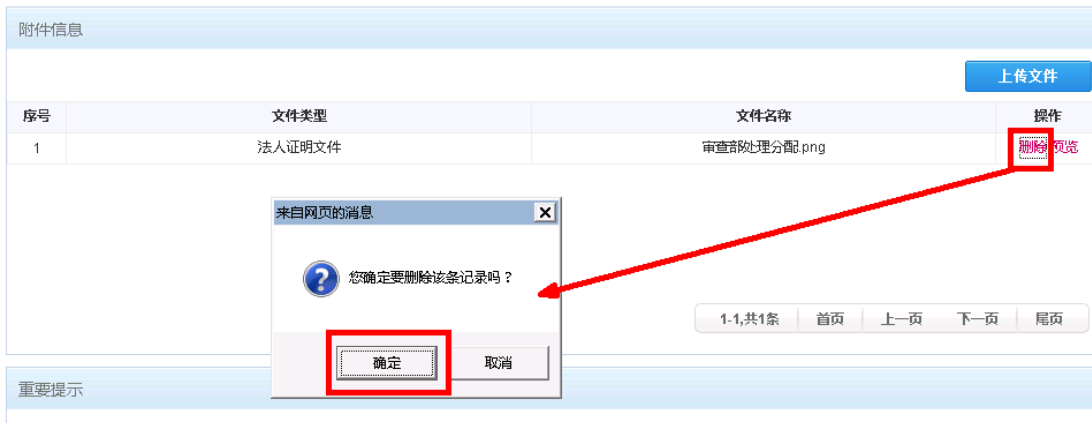 附件信息
上传文件
序号 文件类型 文件名称 操作
1 法人证明文件 审查部处理分配.png 删除 预览
来自网页的消息
您确定要删除该条记录吗？
1-1,共1条 首页 上一页 下一页 尾页
确定 取消
重要提示